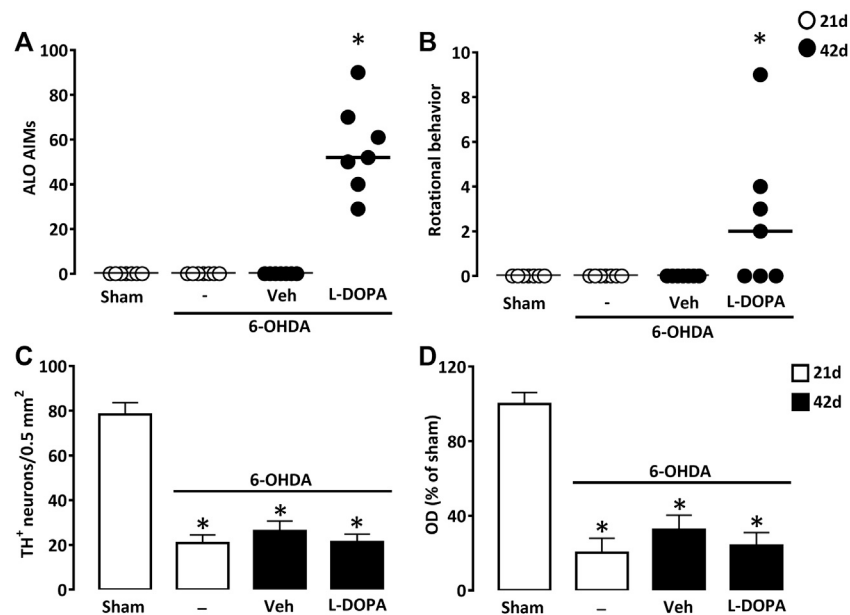 A
B
21d
42d
*
*
ALO AIMs
100
80
60
40
20
0
Sham
-
Veh
L-DOPA
6-OHDA
Rotational behavior
10
8
6
4
2
0
Sham
-
Veh
L-DOPA
6-OHDA
C
D
21d
42d
TH⁺ neurons/0.5 mm²
100
80
60
40
20
0
6-OHDA
*
*
*
Sham
–
Veh
L-DOPA
OD (% of sham)
120
80
40
0
6-OHDA
*
*
*
Sham
–
Veh
L-DOPA